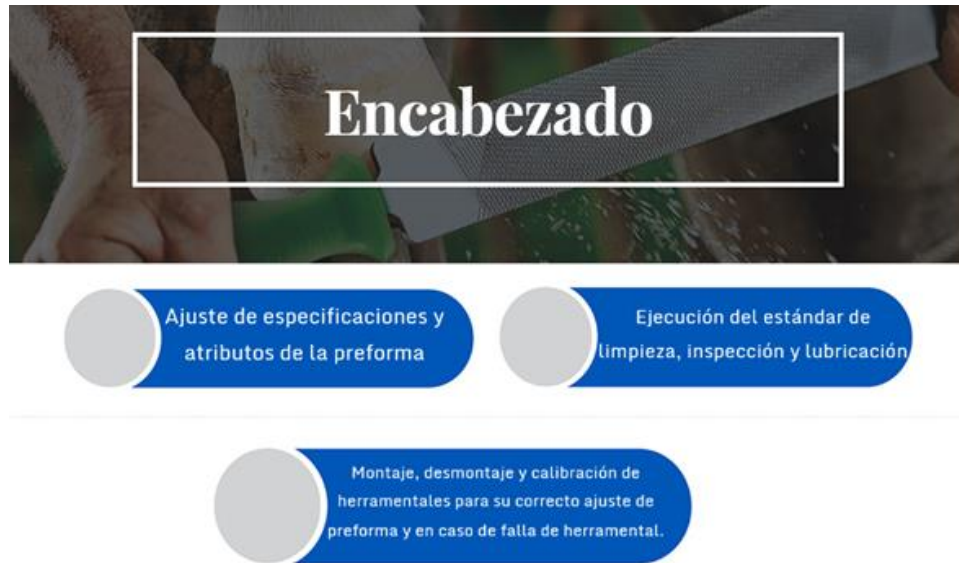 Encabezado
Ajuste de especificaciones y
atributos de la preforma
Ejecución del estándar de
limpieza, inspección y lubricación
Montaje, desmontaje y calibración de
herramentales para su correcto ajuste de
preforma y en caso de falla de herramental.